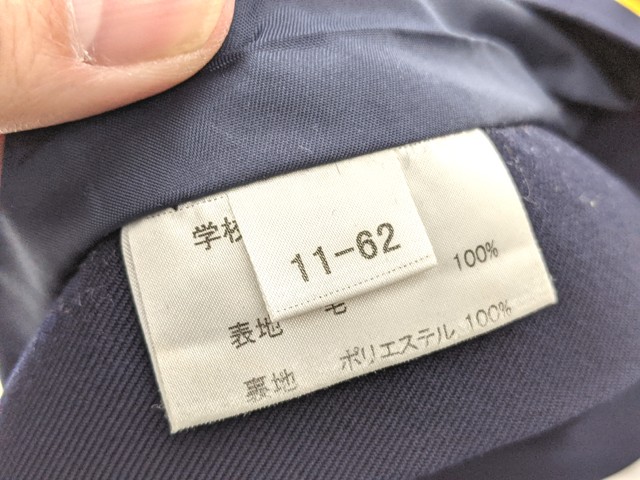 学校
11-62
表地 毛 100%
裏地 ポリエステル 100%